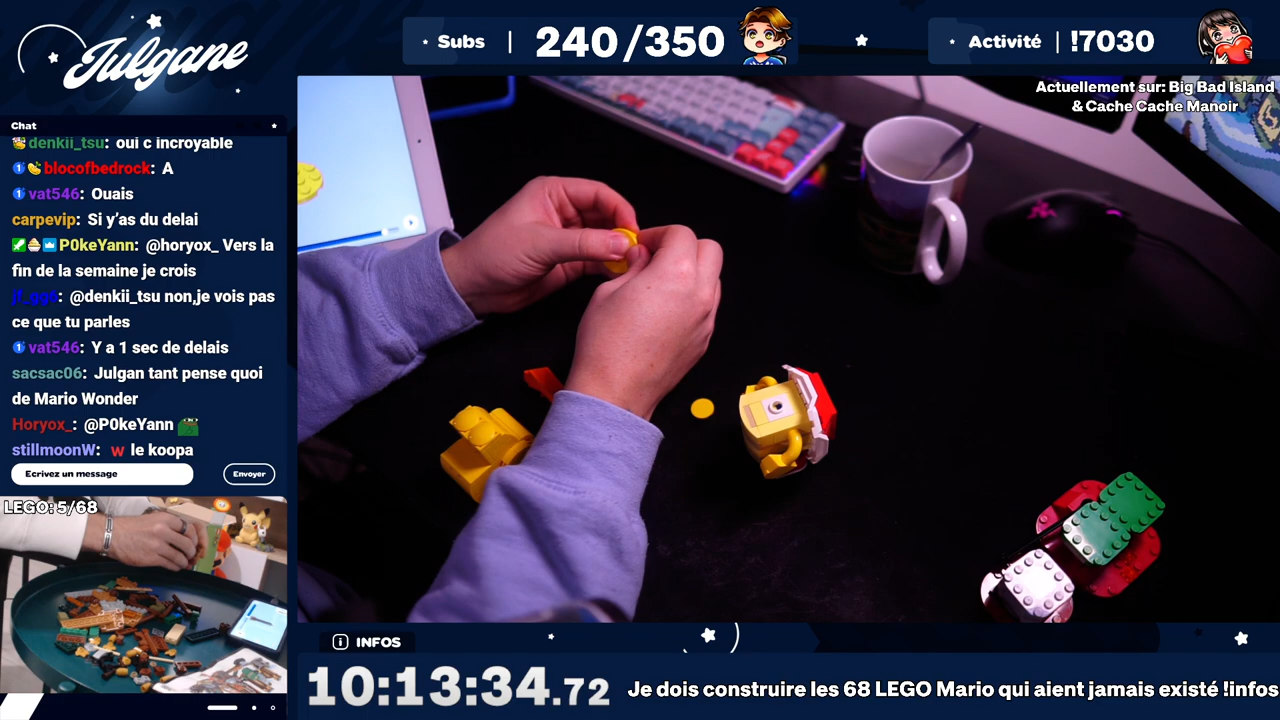 Julgane
Subs | 240/350
Activité | !7030
Actuellement sur: Big Bad Island
& Cache Cache Manoir
Chat
denkii_tsu: oui c incroyable
blocofbedrock: A
vat546: Ouais
carpevip: Si y'as du delai
P0keYann: @horyox_ Vers la
fin de la semaine je crois
jf_gg6: @denkii_tsu non,je vois pas
ce que tu parles
vat546: Y a 1 sec de delais
sacsac06: Julgan tant pense quoi
de Mario Wonder
Horyox_: @P0keYann
stillmoonW: W le koopa
Ecrivez un message
Envoyer
LEGO: 5/68
INFOS
10:13:34.72
Je dois construire les 68 LEGO Mario qui aient jamais existé !infos